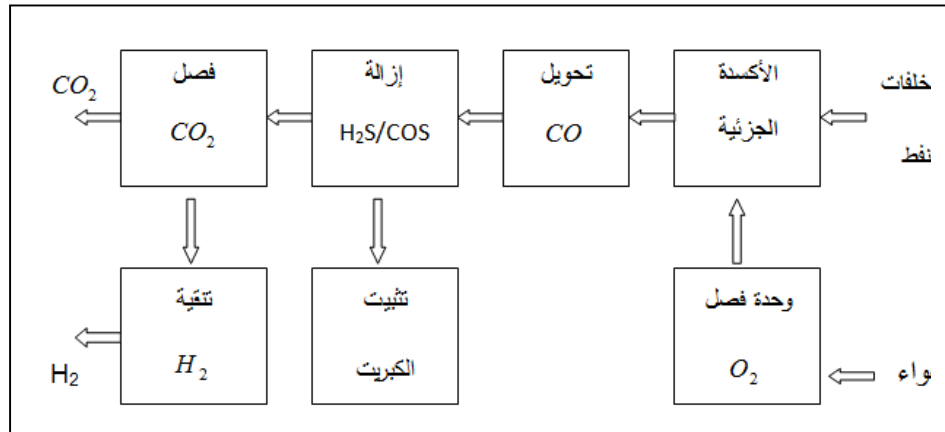 خلفات
نفط
الأكسدة
الجزئية
تحويل
CO
إزالة
H₂S/COS
فصل
CO₂
CO₂
واء
وحدة فصل
O₂
تثبيت
الكبريت
تنقية
H₂
H₂